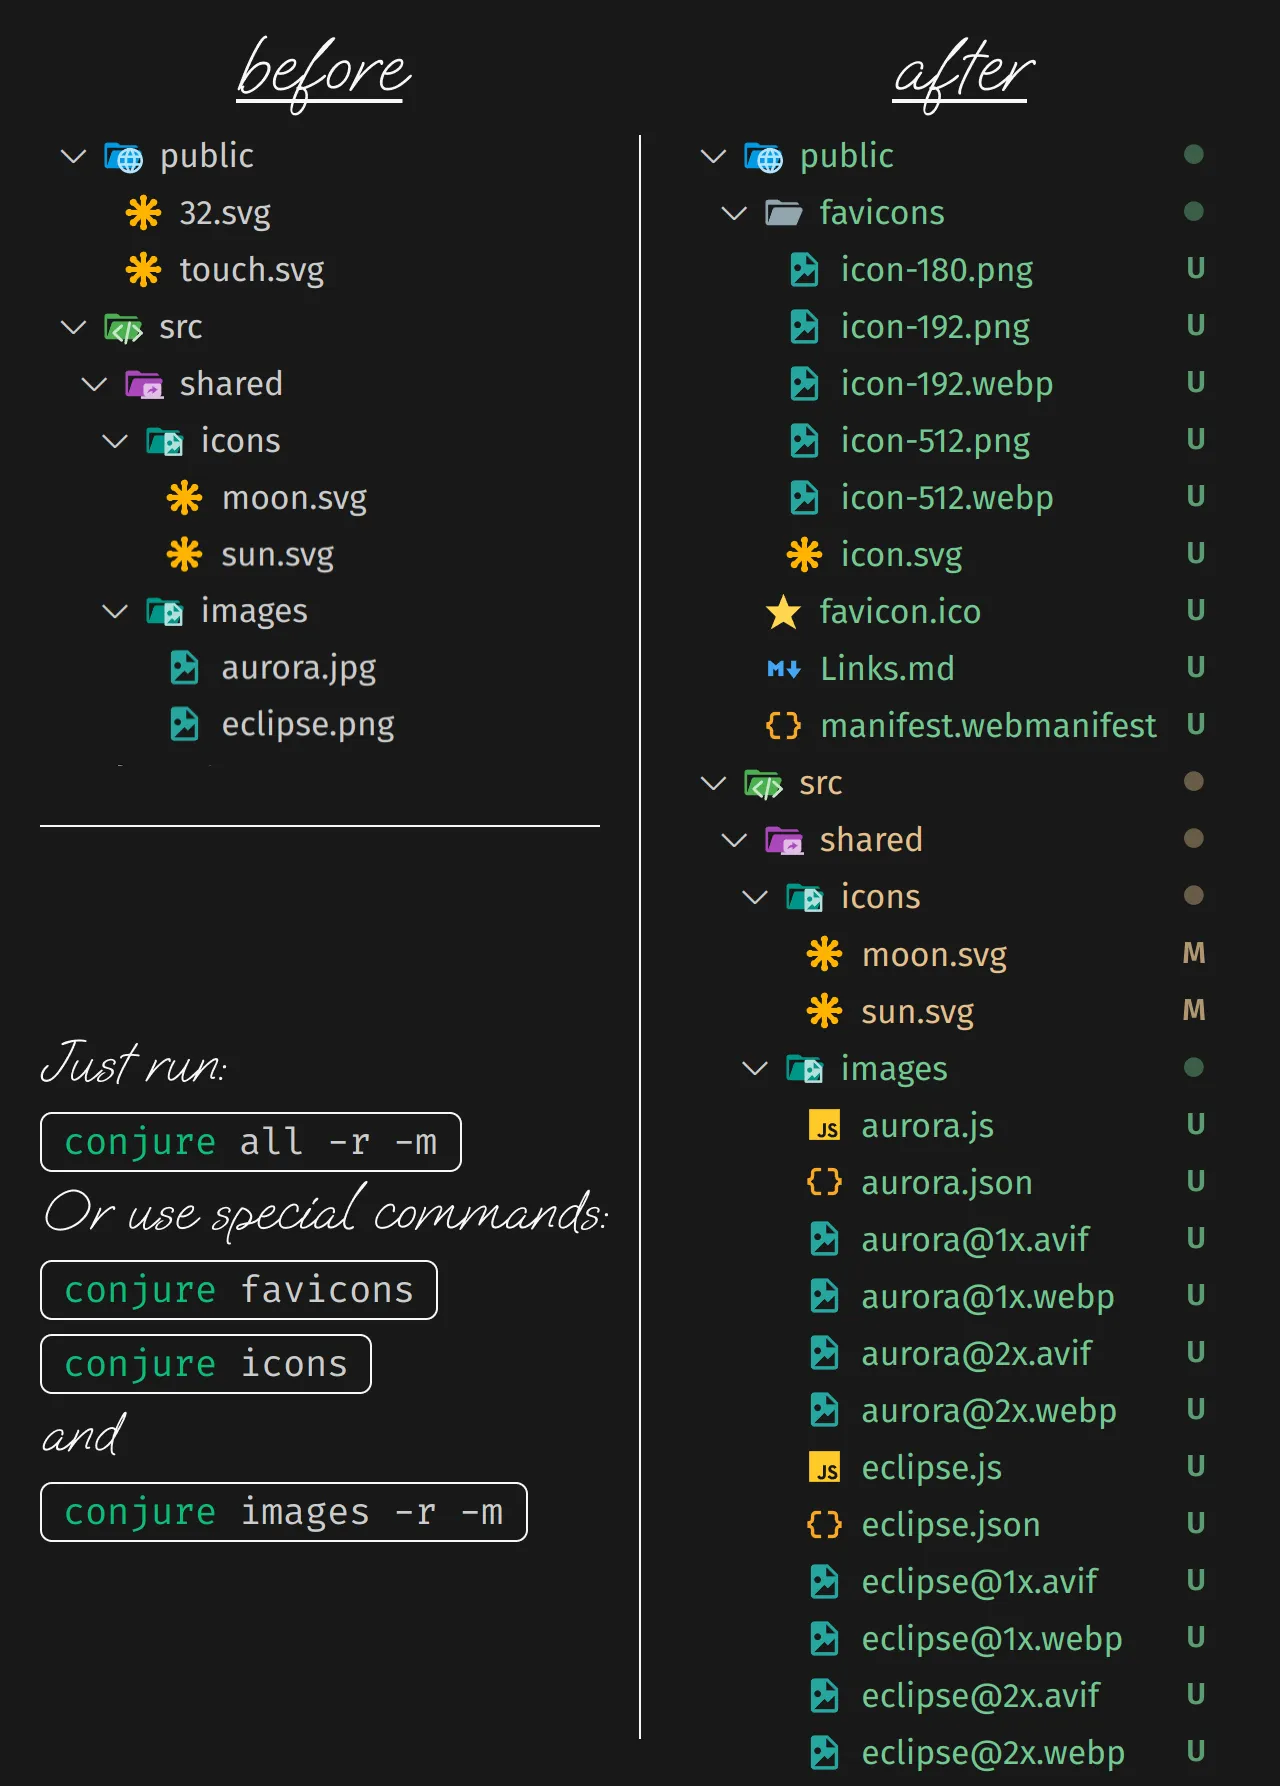 before
public
32.svg
touch.svg
src
shared
icons
moon.svg
sun.svg
images
aurora.jpg
eclipse.png
Just run:
conjure all -r -m
Or use special commands:
conjure favicons
conjure icons
and
conjure images -r -m
after
public
favicons
icon-180.png U
icon-192.png U
icon-192.webp U
icon-512.png U
icon-512.webp U
icon.svg U
favicon.ico U
Links.md U
manifest.webmanifest U
src
shared
icons
moon.svg M
sun.svg M
images
JS aurora.js U
aurora.json U
aurora@1x.avif U
aurora@1x.webp U
aurora@2x.avif U
aurora@2x.webp U
JS eclipse.js U
eclipse.json U
eclipse@1x.avif U
eclipse@1x.webp U
eclipse@2x.avif U
eclipse@2x.webp U